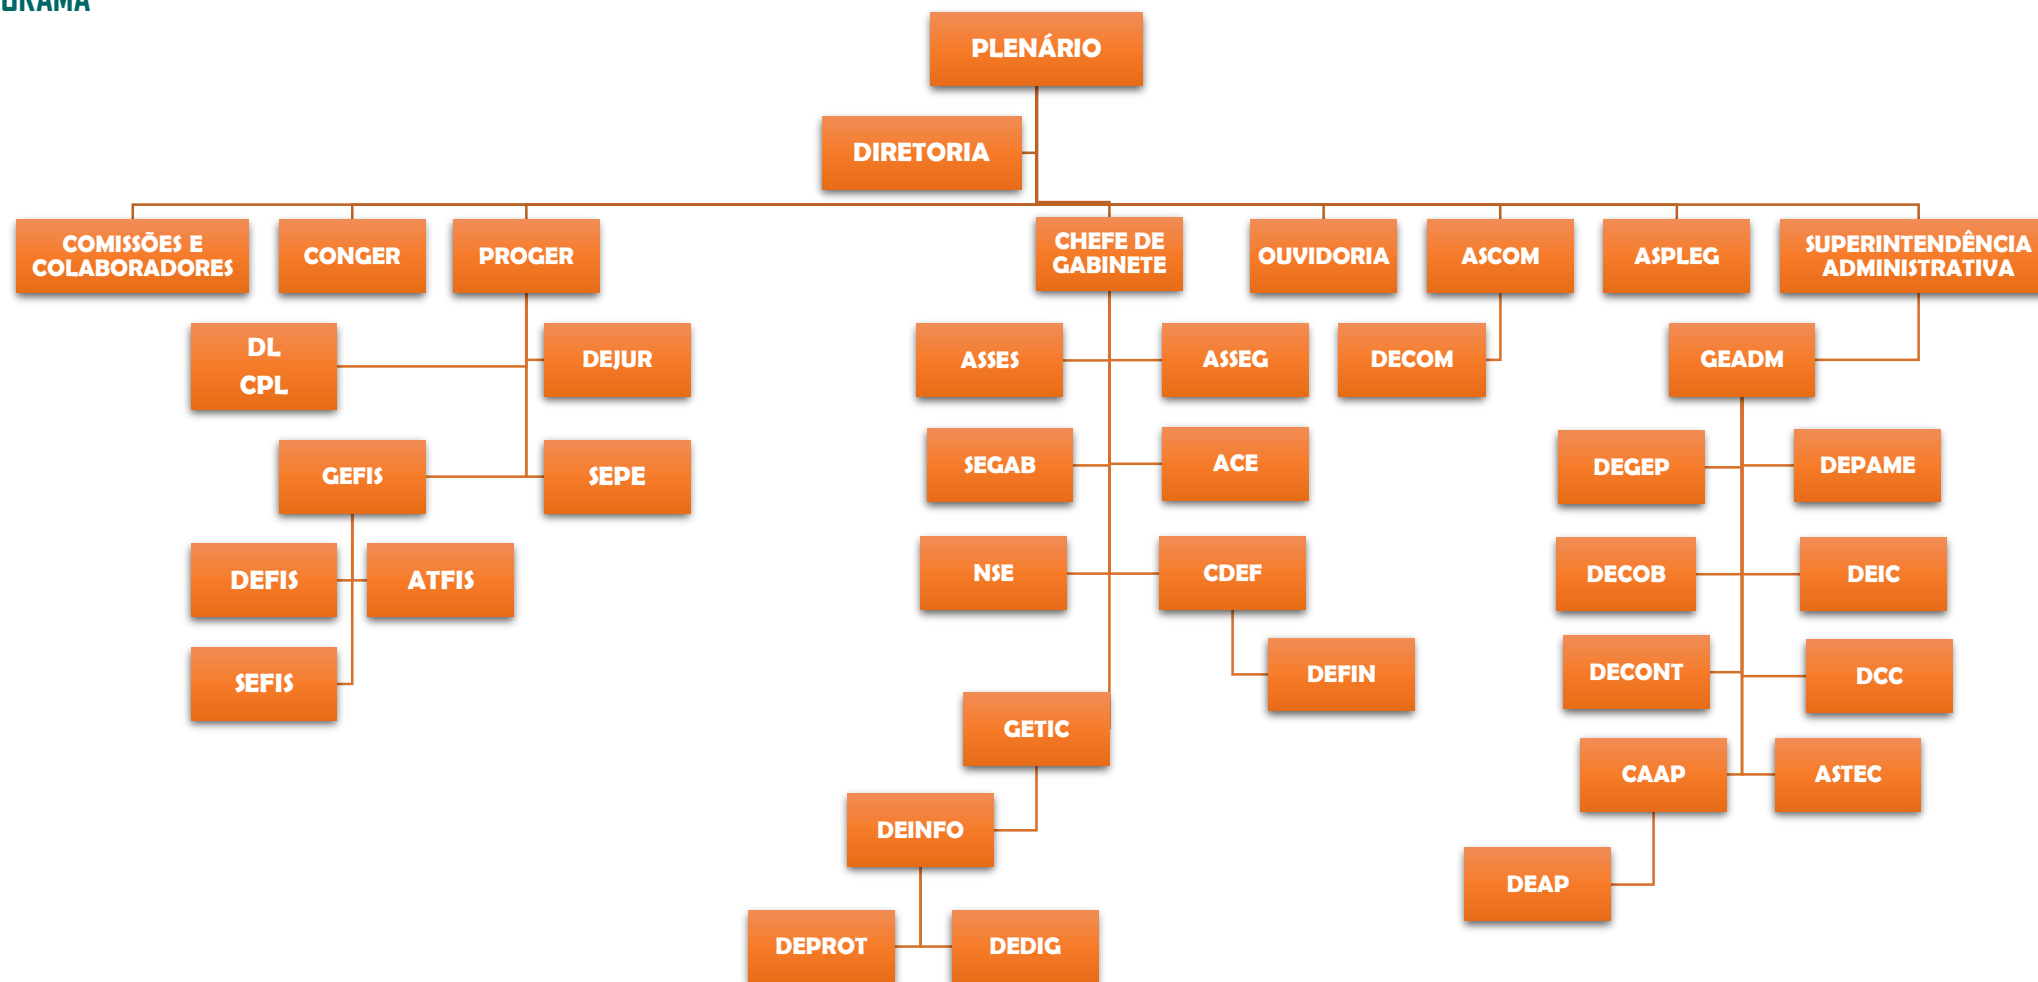 PLENÁRIO
DIRETORIA
COMISSÕES E
COLABORADORES
CONGER
PROGER
CHEFE DE
GABINETE
OUVIDORIA
ASCOM
ASPLEG
SUPERINTENDÊNCIA
ADMINISTRATIVA
DL
CPL
DEJUR
ASSES
ASSEG
DECOM
GEADM
GEFIS
SEPE
SEGAB
ACE
DEGEP
DEPAME
DEFIS
ATFIS
NSE
CDEF
DECOB
DEIC
SEFIS
DEFIN
DECONT
DCC
GETIC
CAAP
ASTEC
DEINFO
DEAP
DEPROT
DEDIG